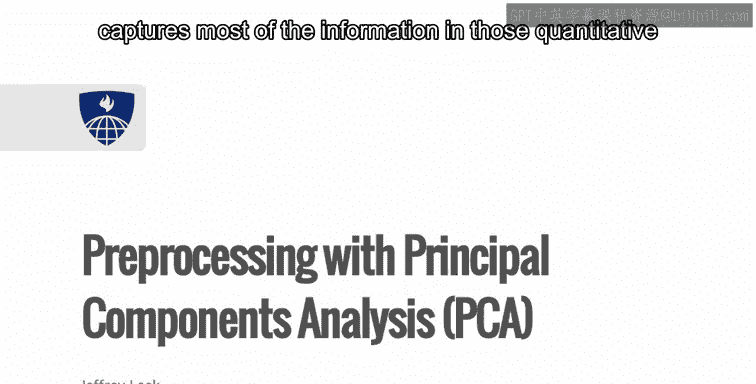 captures most of the information in those quantitative
Preprocessing with Principal
Components Analysis (PCA)